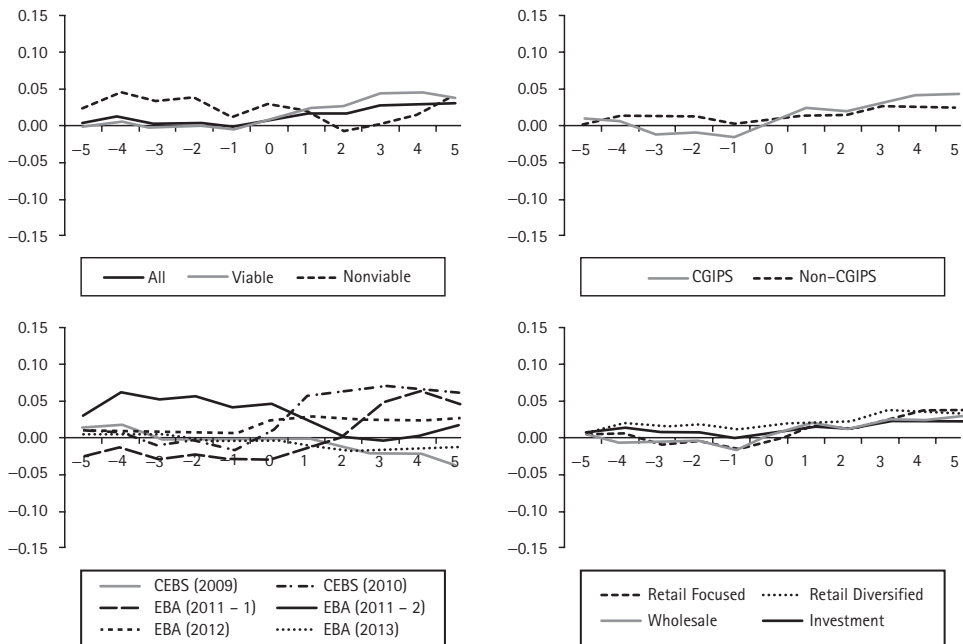 0.15
0.10
0.05
0.00
−0.05
−0.10
−0.15
−5 −4 −3 −2 −1 0 1 2 3 4 5
All Viable Nonviable
0.15
0.10
0.05
0.00
−0.05
−0.10
−0.15
−5 −4 −3 −2 −1 0 1 2 3 4 5
CGIPS Non–CGIPS
0.15
0.10
0.05
0.00
−0.05
−0.10
−0.15
−5 −4 −3 −2 −1 0 1 2 3 4 5
CEBS (2009) CEBS (2010)
EBA (2011 – 1) EBA (2011 – 2)
EBA (2012) EBA (2013)
0.15
0.10
0.05
0.00
−0.05
−0.10
−0.15
−5 −4 −3 −2 −1 0 1 2 3 4 5
Retail Focused Retail Diversified
Wholesale Investment